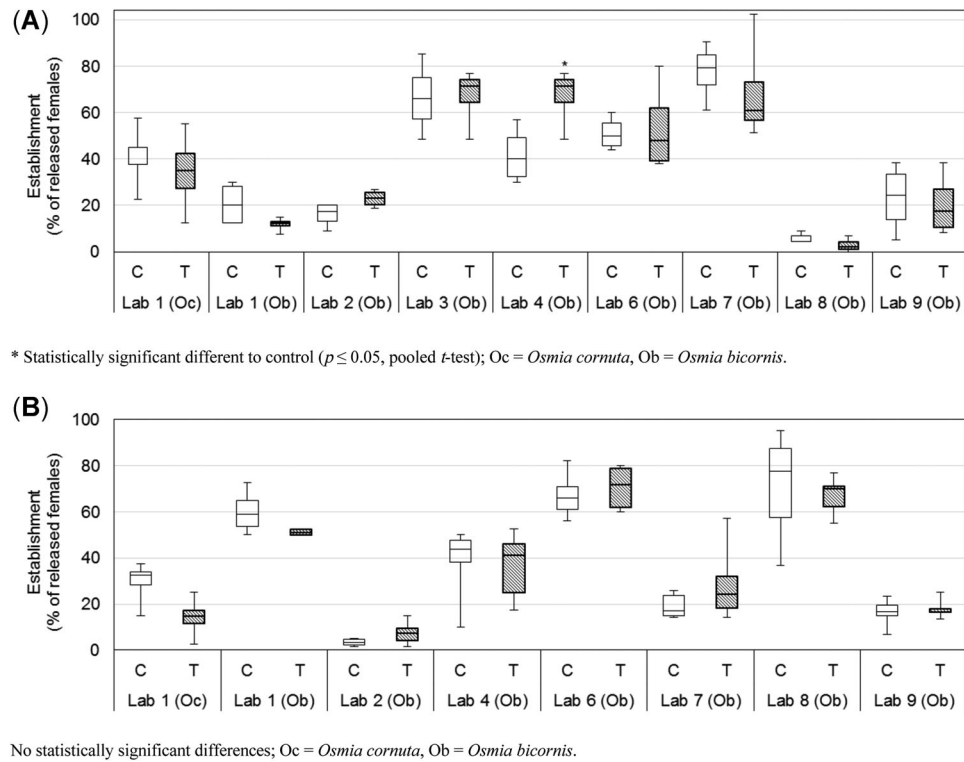 (A)
Establishment
(% of released females)
100
80
60
40
20
0
*
C T C T C T C T C T C T C T C T C T
Lab 1 (Oc) Lab 1 (Ob) Lab 2 (Ob) Lab 3 (Ob) Lab 4 (Ob) Lab 6 (Ob) Lab 7 (Ob) Lab 8 (Ob) Lab 9 (Ob)
* Statistically significant different to control (p ≤ 0.05, pooled t-test); Oc = Osmia cornuta, Ob = Osmia bicornis.
(B)
Establishment
(% of released females)
100
80
60
40
20
0
C T C T C T C T C T C T C T C T
Lab 1 (Oc) Lab 1 (Ob) Lab 2 (Ob) Lab 4 (Ob) Lab 6 (Ob) Lab 7 (Ob) Lab 8 (Ob) Lab 9 (Ob)
No statistically significant differences; Oc = Osmia cornuta, Ob = Osmia bicornis.